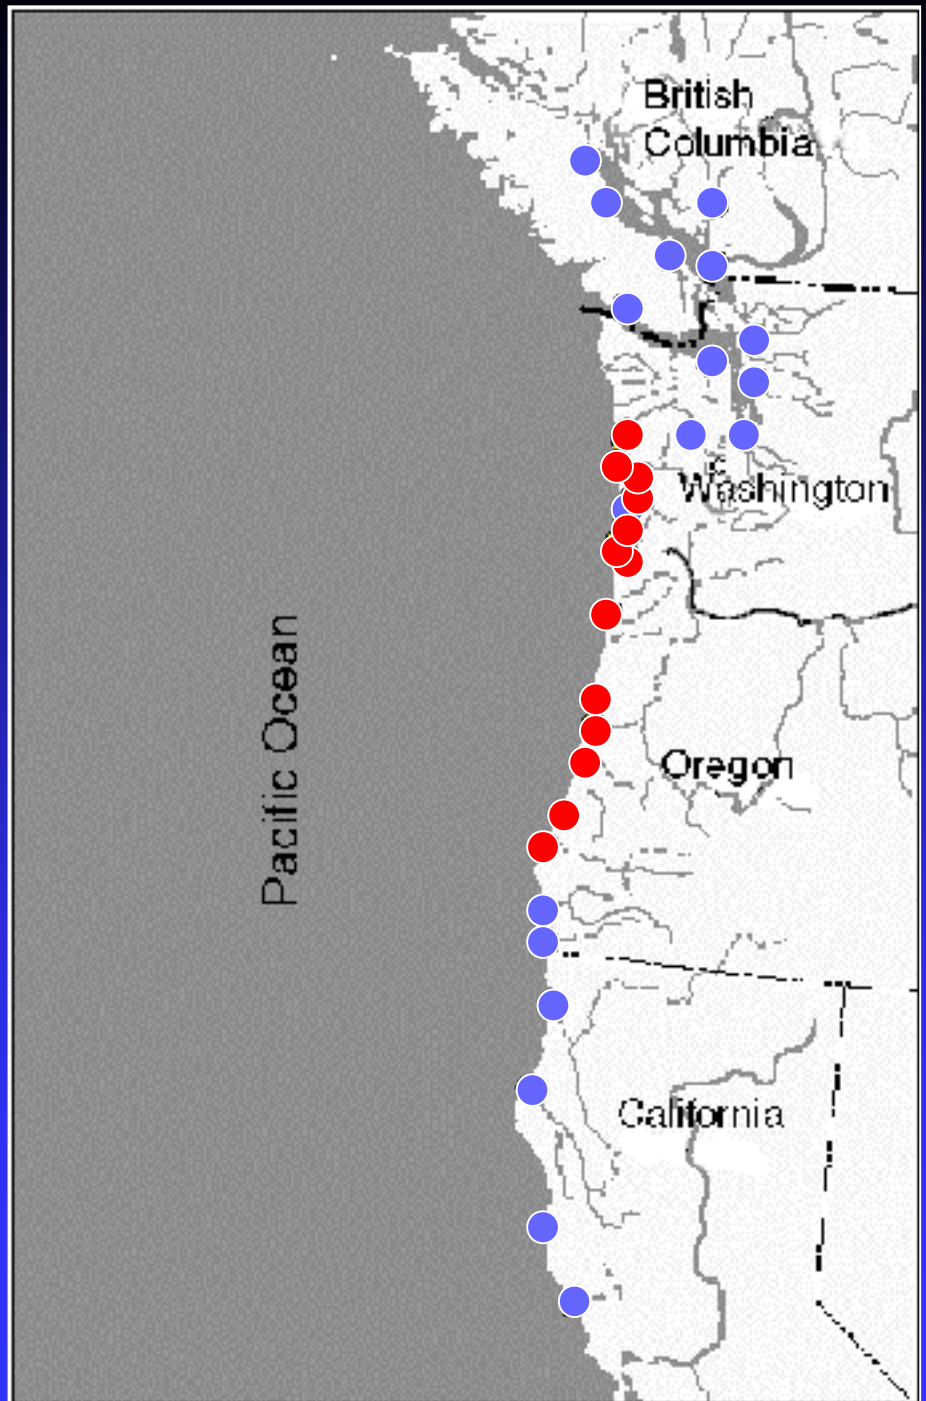 British
Columbia
Washington
Pacific Ocean
Oregon
California